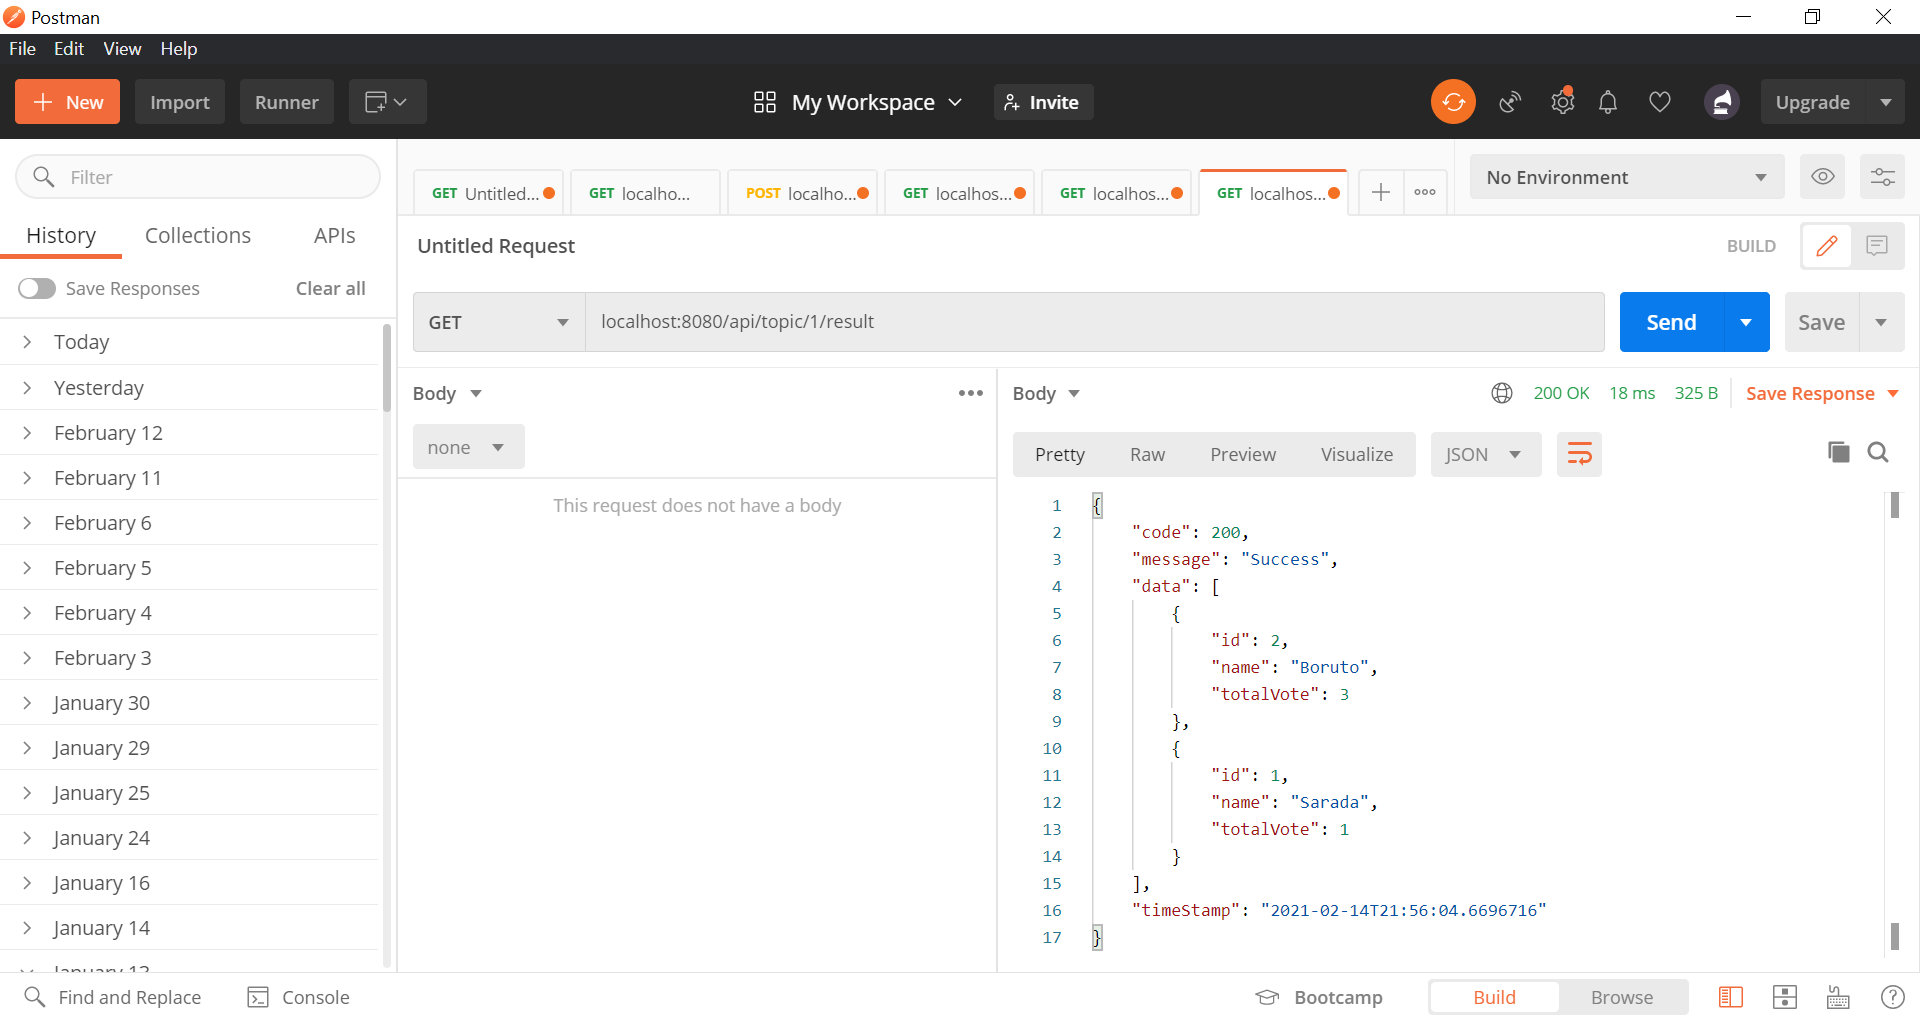 Postman
File Edit View Help
New Import Runner My Workspace Invite Upgrade
Filter
GET Untitled... GET localho... POST localho... GET localhos... GET localhos... GET localhos... No Environment
History Collections APIs
Untitled Request BUILD
Save Responses Clear all
GET localhost:8080/api/topic/1/result Send Save
Today
Yesterday
February 12
February 11
February 6
February 5
February 4
February 3
January 30
January 29
January 25
January 24
January 16
January 14
January 13
Body
none
This request does not have a body
Body 200 OK 18 ms 325 B Save Response
Pretty Raw Preview Visualize JSON
1 {
2 "code": 200,
3 "message": "Success",
4 "data": [
5 {
6 "id": 2,
7 "name": "Boruto",
8 "totalVote": 3
9 },
10 {
11 "id": 1,
12 "name": "Sarada",
13 "totalVote": 1
14 }
15 ],
16 "timeStamp": "2021-02-14T21:56:04.6696716"
17 }
Find and Replace Console Bootcamp Build Browse